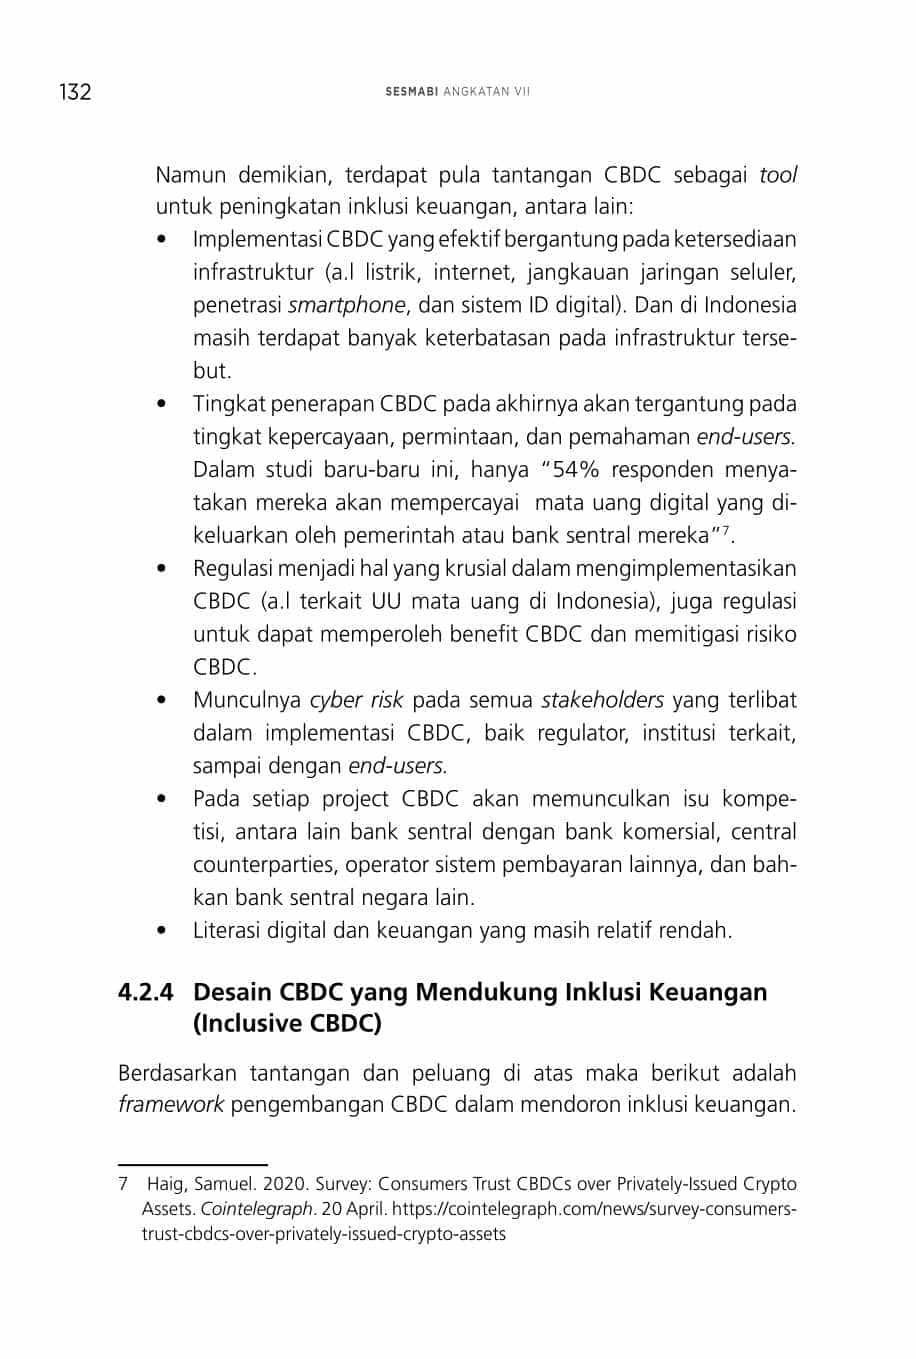 132
SESMABI ANGKATAN VII
Namun demikian, terdapat pula tantangan CBDC sebagai tool
untuk peningkatan inklusi keuangan, antara lain:
• Implementasi CBDC yang efektif bergantung pada ketersediaan
infrastruktur (a.l listrik, internet, jangkauan jaringan seluler,
penetrasi smartphone, dan sistem ID digital). Dan di Indonesia
masih terdapat banyak keterbatasan pada infrastruktur terse-
but.
• Tingkat penerapan CBDC pada akhirnya akan tergantung pada
tingkat kepercayaan, permintaan, dan pemahaman end-users.
Dalam studi baru-baru ini, hanya “54% responden menya-
takan mereka akan mempercayai mata uang digital yang di-
keluarkan oleh pemerintah atau bank sentral mereka”7.
• Regulasi menjadi hal yang krusial dalam mengimplementasikan
CBDC (a.l terkait UU mata uang di Indonesia), juga regulasi
untuk dapat memperoleh benefit CBDC dan memitigasi risiko
CBDC.
• Munculnya cyber risk pada semua stakeholders yang terlibat
dalam implementasi CBDC, baik regulator, institusi terkait,
sampai dengan end-users.
• Pada setiap project CBDC akan memunculkan isu kompe-
tisi, antara lain bank sentral dengan bank komersial, central
counterparties, operator sistem pembayaran lainnya, dan bah-
kan bank sentral negara lain.
• Literasi digital dan keuangan yang masih relatif rendah.
4.2.4 Desain CBDC yang Mendukung Inklusi Keuangan
(Inclusive CBDC)
Berdasarkan tantangan dan peluang di atas maka berikut adalah
framework pengembangan CBDC dalam mendoron inklusi keuangan.
7 Haig, Samuel. 2020. Survey: Consumers Trust CBDCs over Privately-Issued Crypto
Assets. Cointelegraph. 20 April. https://cointelegraph.com/news/survey-consumers-
trust-cbdcs-over-privately-issued-crypto-assets